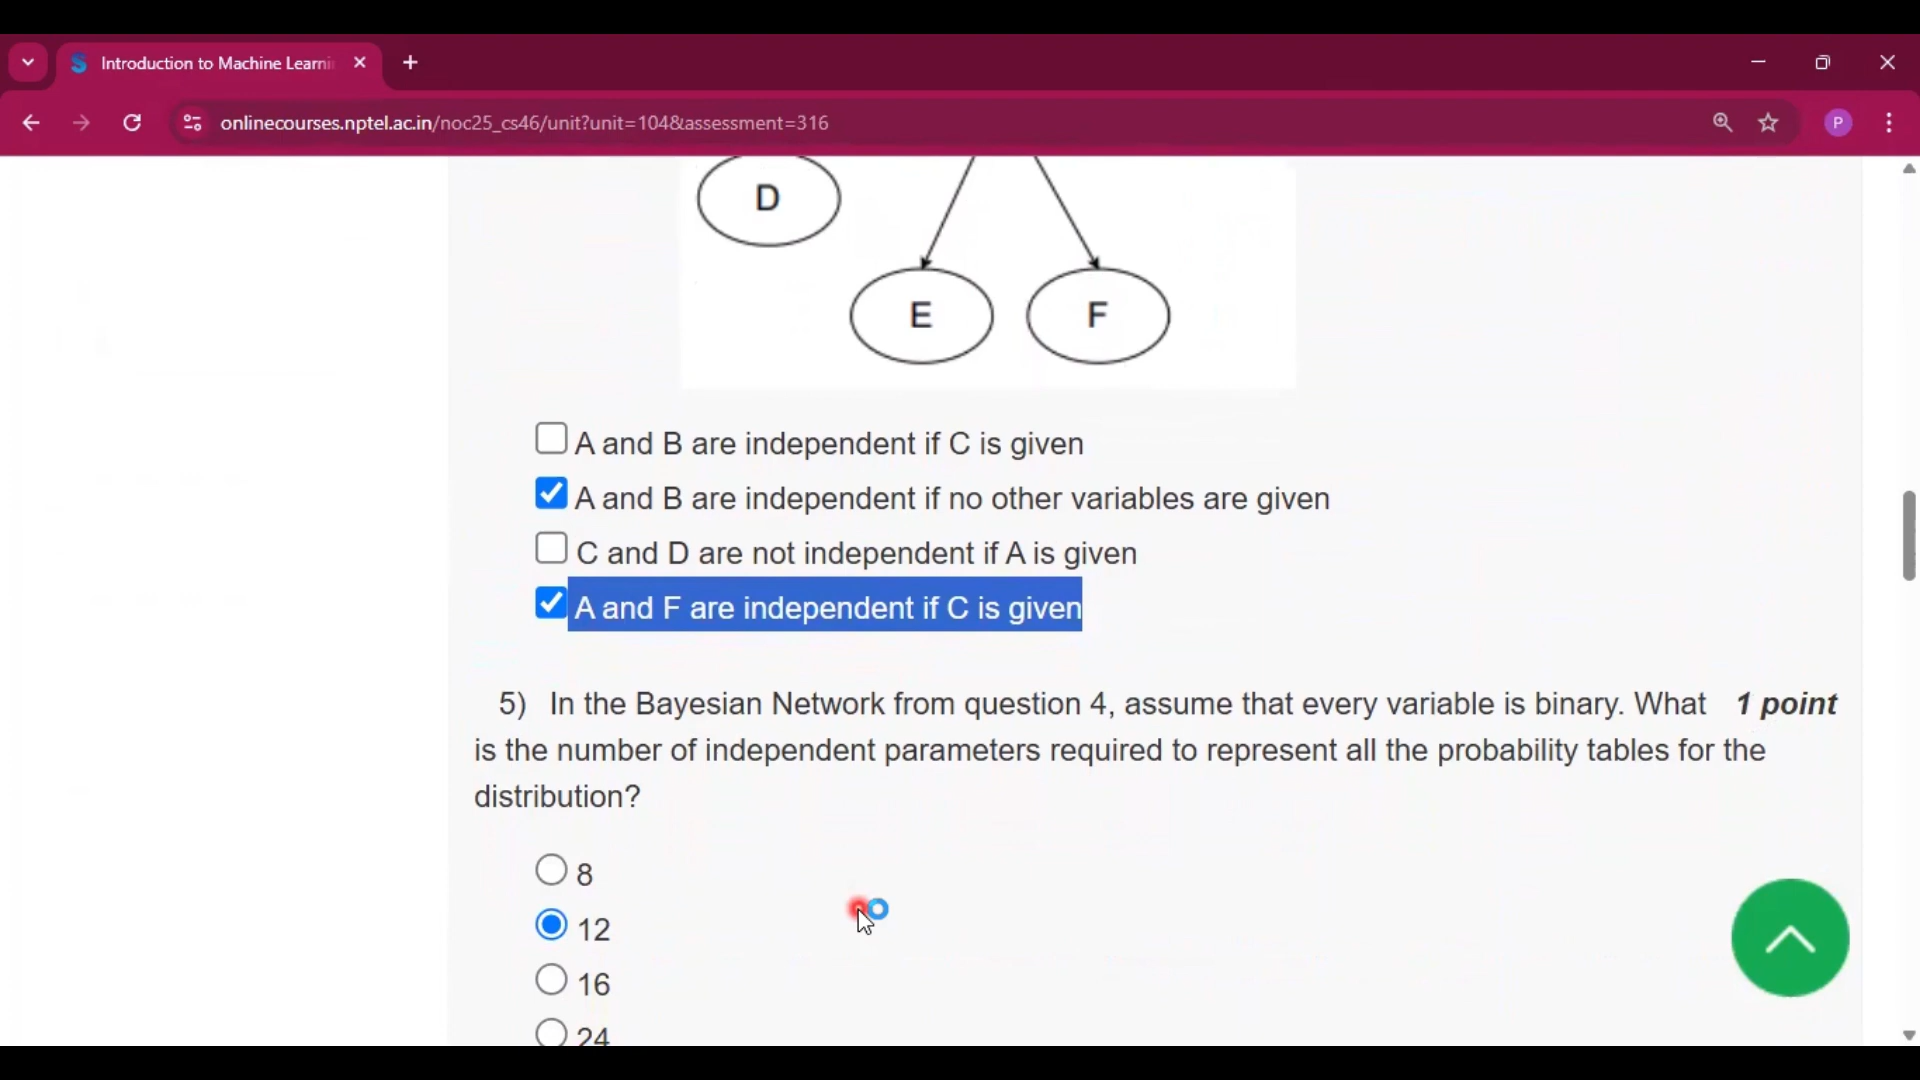 Introduction to Machine Learni
onlinecourses.nptel.ac.in/noc25_cs46/unit?unit=104&assessment=316
P
D
E
F
A and B are independent if C is given
A and B are independent if no other variables are given
C and D are not independent if A is given
A and F are independent if C is given
5) In the Bayesian Network from question 4, assume that every variable is binary. What 1 point
is the number of independent parameters required to represent all the probability tables for the
distribution?
8
12
16
24